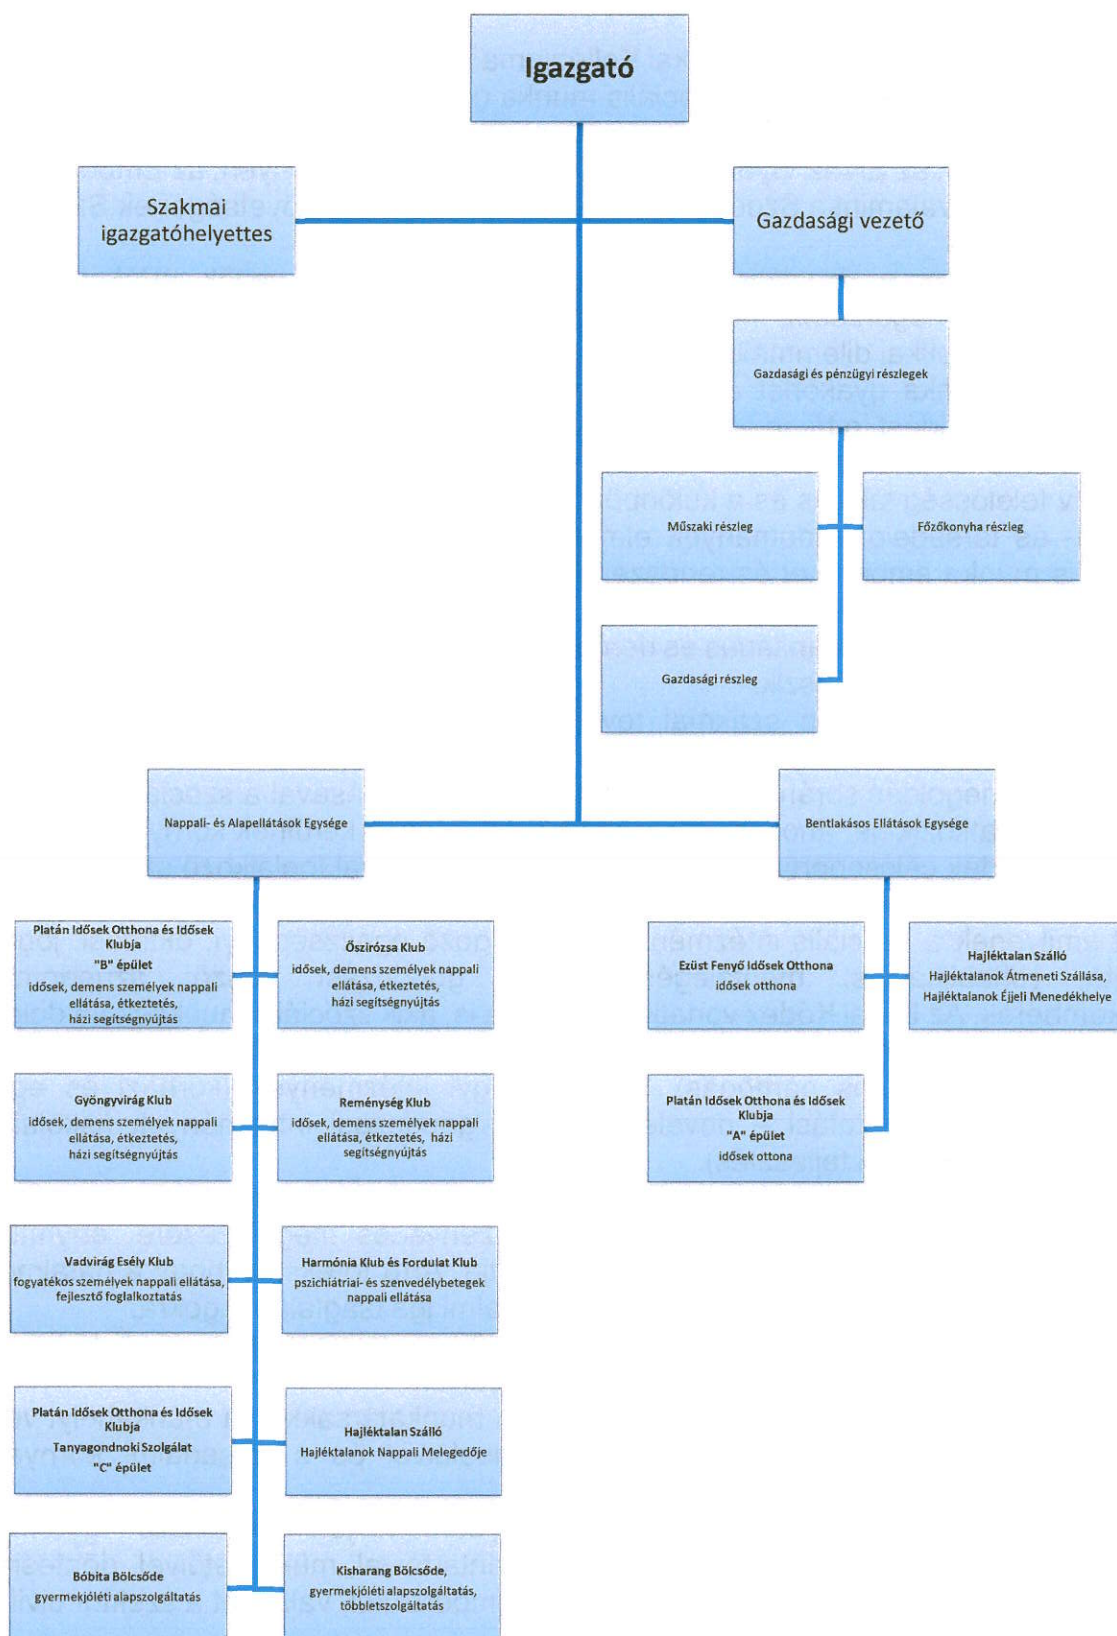 Igazgató
Szakmai
igazgatóhelyettes
Gazdasági vezető
Gazdasági és pénzügyi részlegek
Műszaki részleg
Főzőkonyha részleg
Gazdasági részleg
Nappali- és Alapellátások Egysége
Bentlakásos Ellátások Egysége
Platán Idősek Otthona és Idősek
Klubja
"B" épület
idősek, demens személyek nappali
ellátása, étkeztetés,
házi segítségnyújtás
Őszirózsa Klub
idősek, demens személyek nappali
ellátása, étkeztetés,
házi segítségnyújtás
Ezüst Fenyő Idősek Otthona
idősek otthona
Hajléktalan Szálló
Hajléktalanok Átmeneti Szállása,
Hajléktalanok Éjjeli Menedékhelye
Gyöngyvirág Klub
idősek, demens személyek nappali
ellátása, étkeztetés,
házi segítségnyújtás
Reménység Klub
idősek, demens személyek nappali
ellátása, étkeztetés, házi
segítségnyújtás
Platán Idősek Otthona és Idősek
Klubja
"A" épület
idősek ottona
Vadvirág Esély Klub
fogyatékos személyek nappali ellátása,
fejlesztő foglalkoztatás
Harmónia Klub és Fordulat Klub
pszichiátriai- és szenvedélybetegek
nappali ellátása
Platán Idősek Otthona és Idősek
Klubja
Tanyagondnoki Szolgálat
"C" épület
Hajléktalan Szálló
Hajléktalanok Nappali Melegedője
Bóbita Bölcsőde
gyermekjóléti alapszolgáltatás
Kisharang Bölcsőde,
gyermekjóléti alapszolgáltatás,
többletszolgáltatás